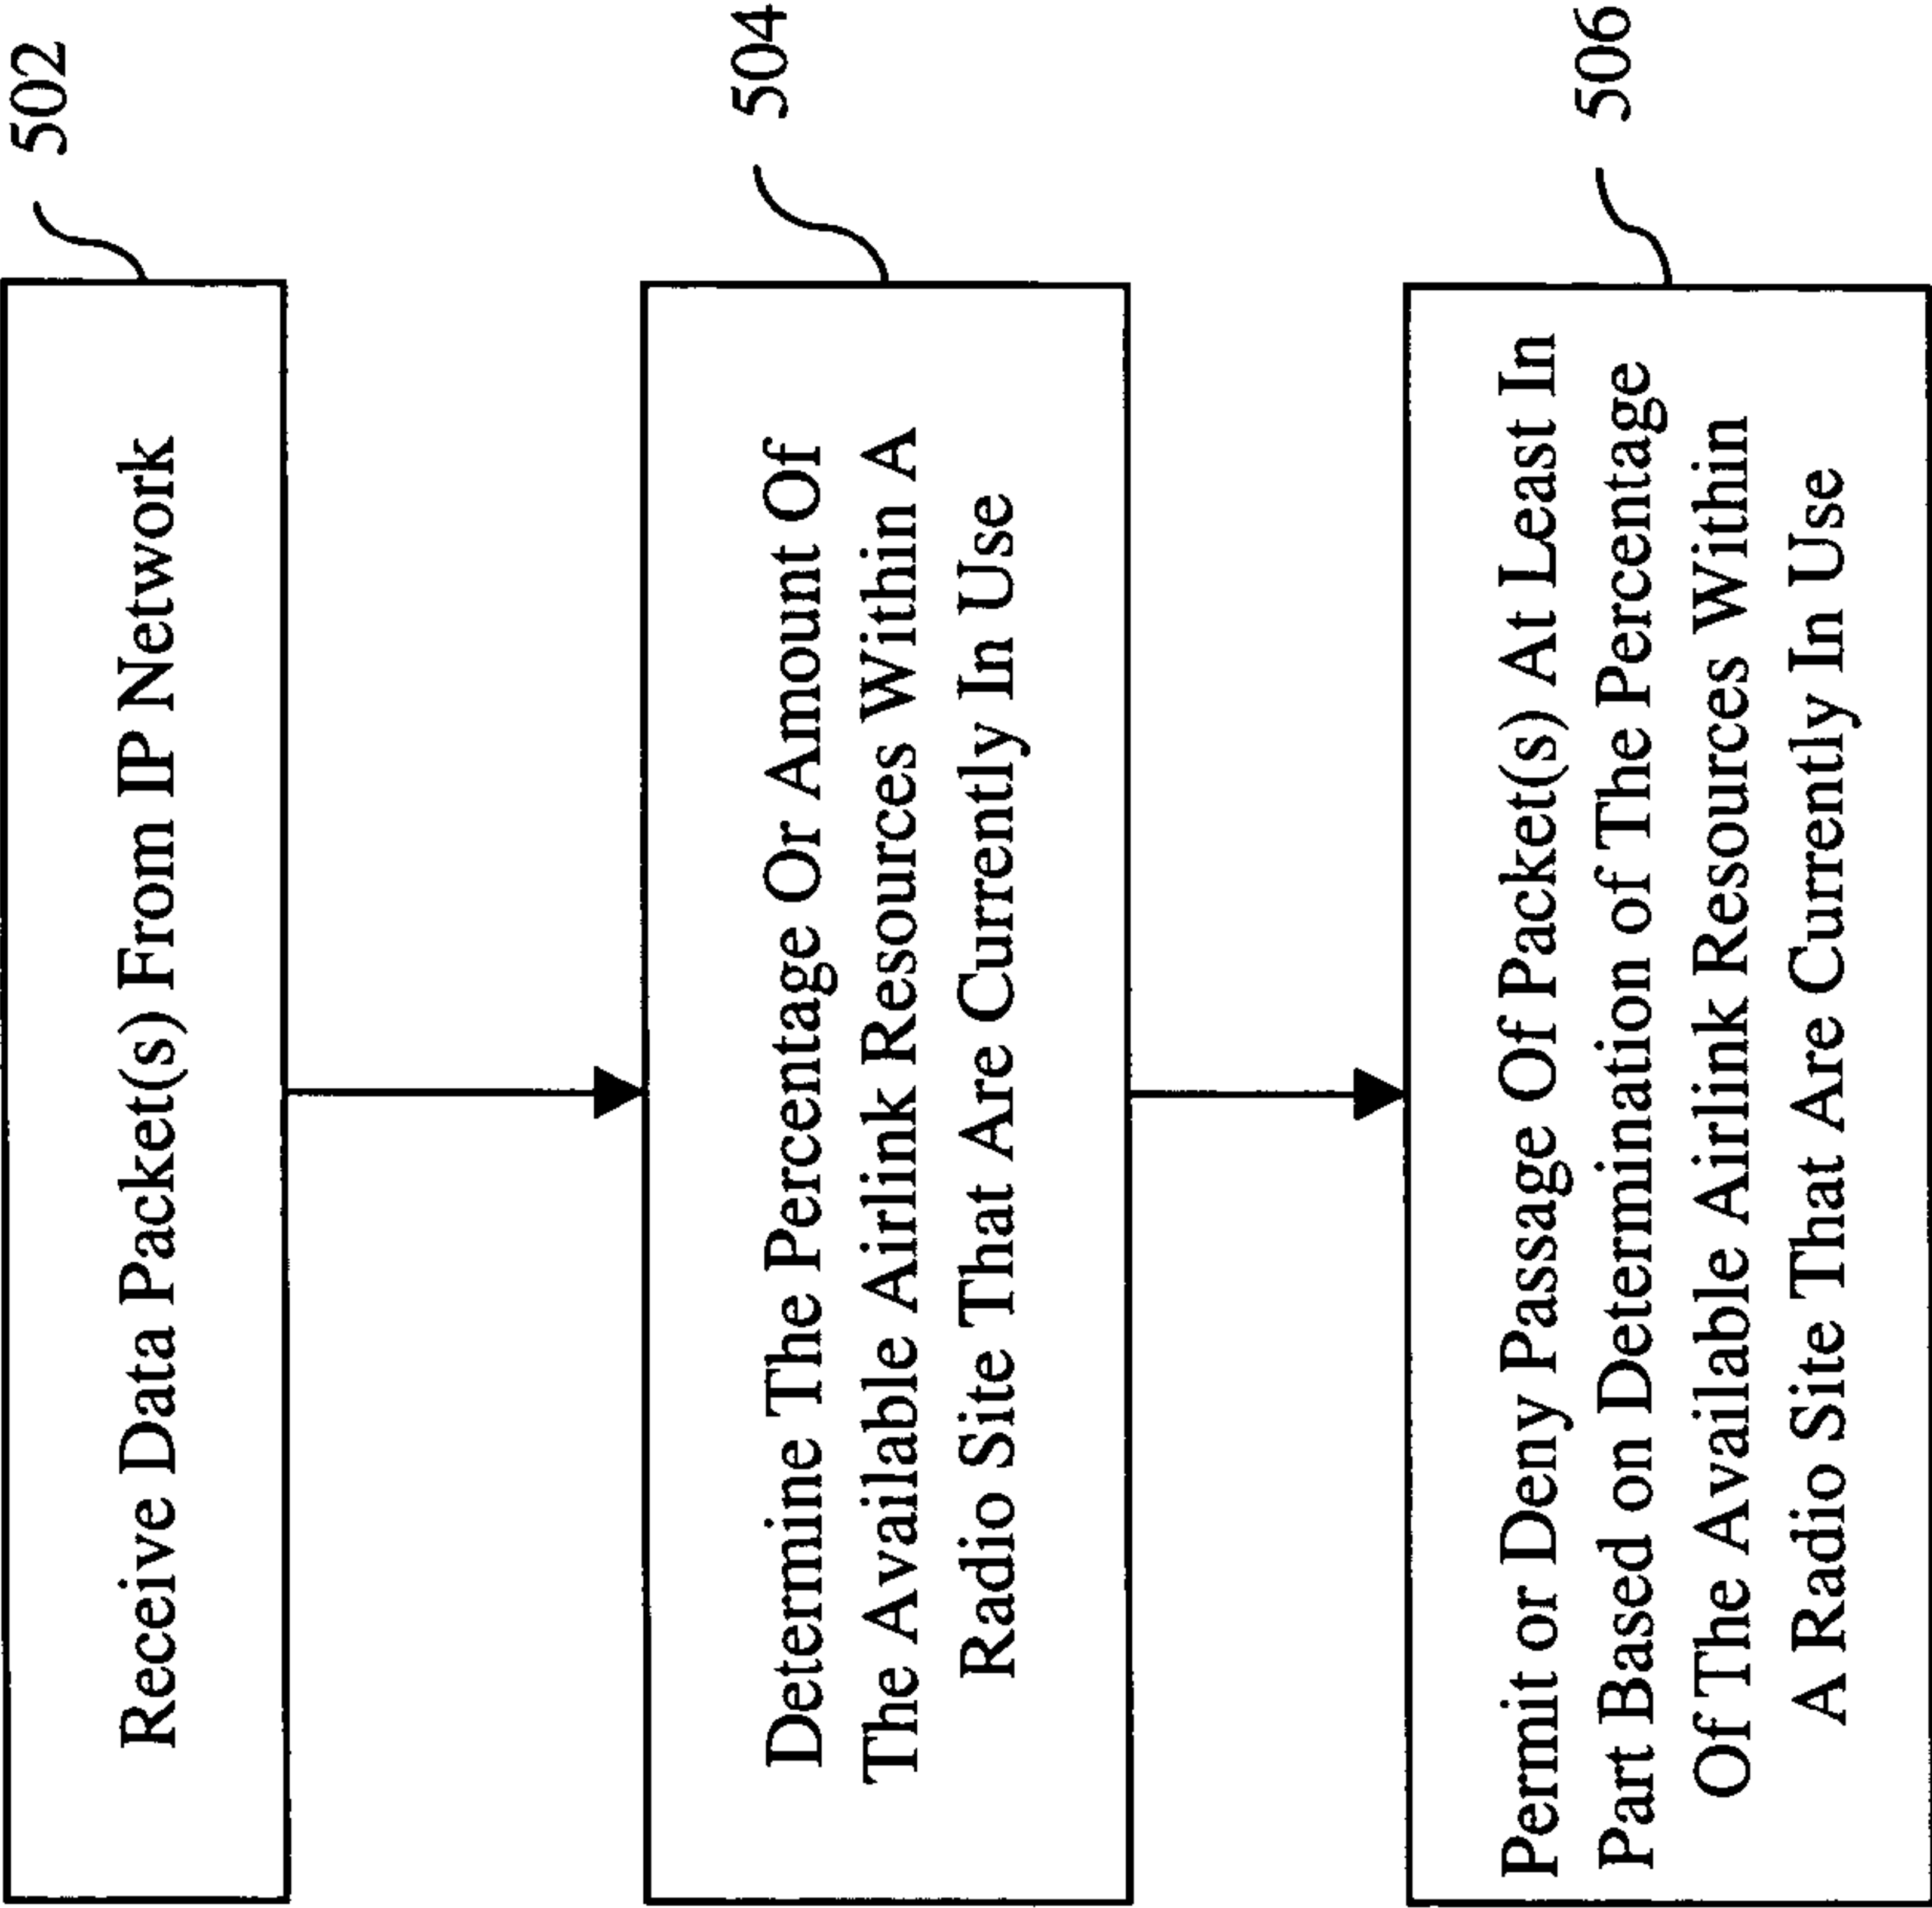 502
Receive Data Packet(s) From IP Network
504
Determine The Percentage Or Amount Of
The Available Airlink Resources Within A
Radio Site That Are Currently In Use
506
Permit or Deny Passage Of Packet(s) At Least In
Part Based on Determination of The Percentage
Of The Available Airlink Resources Within
A Radio Site That Are Currently In Use